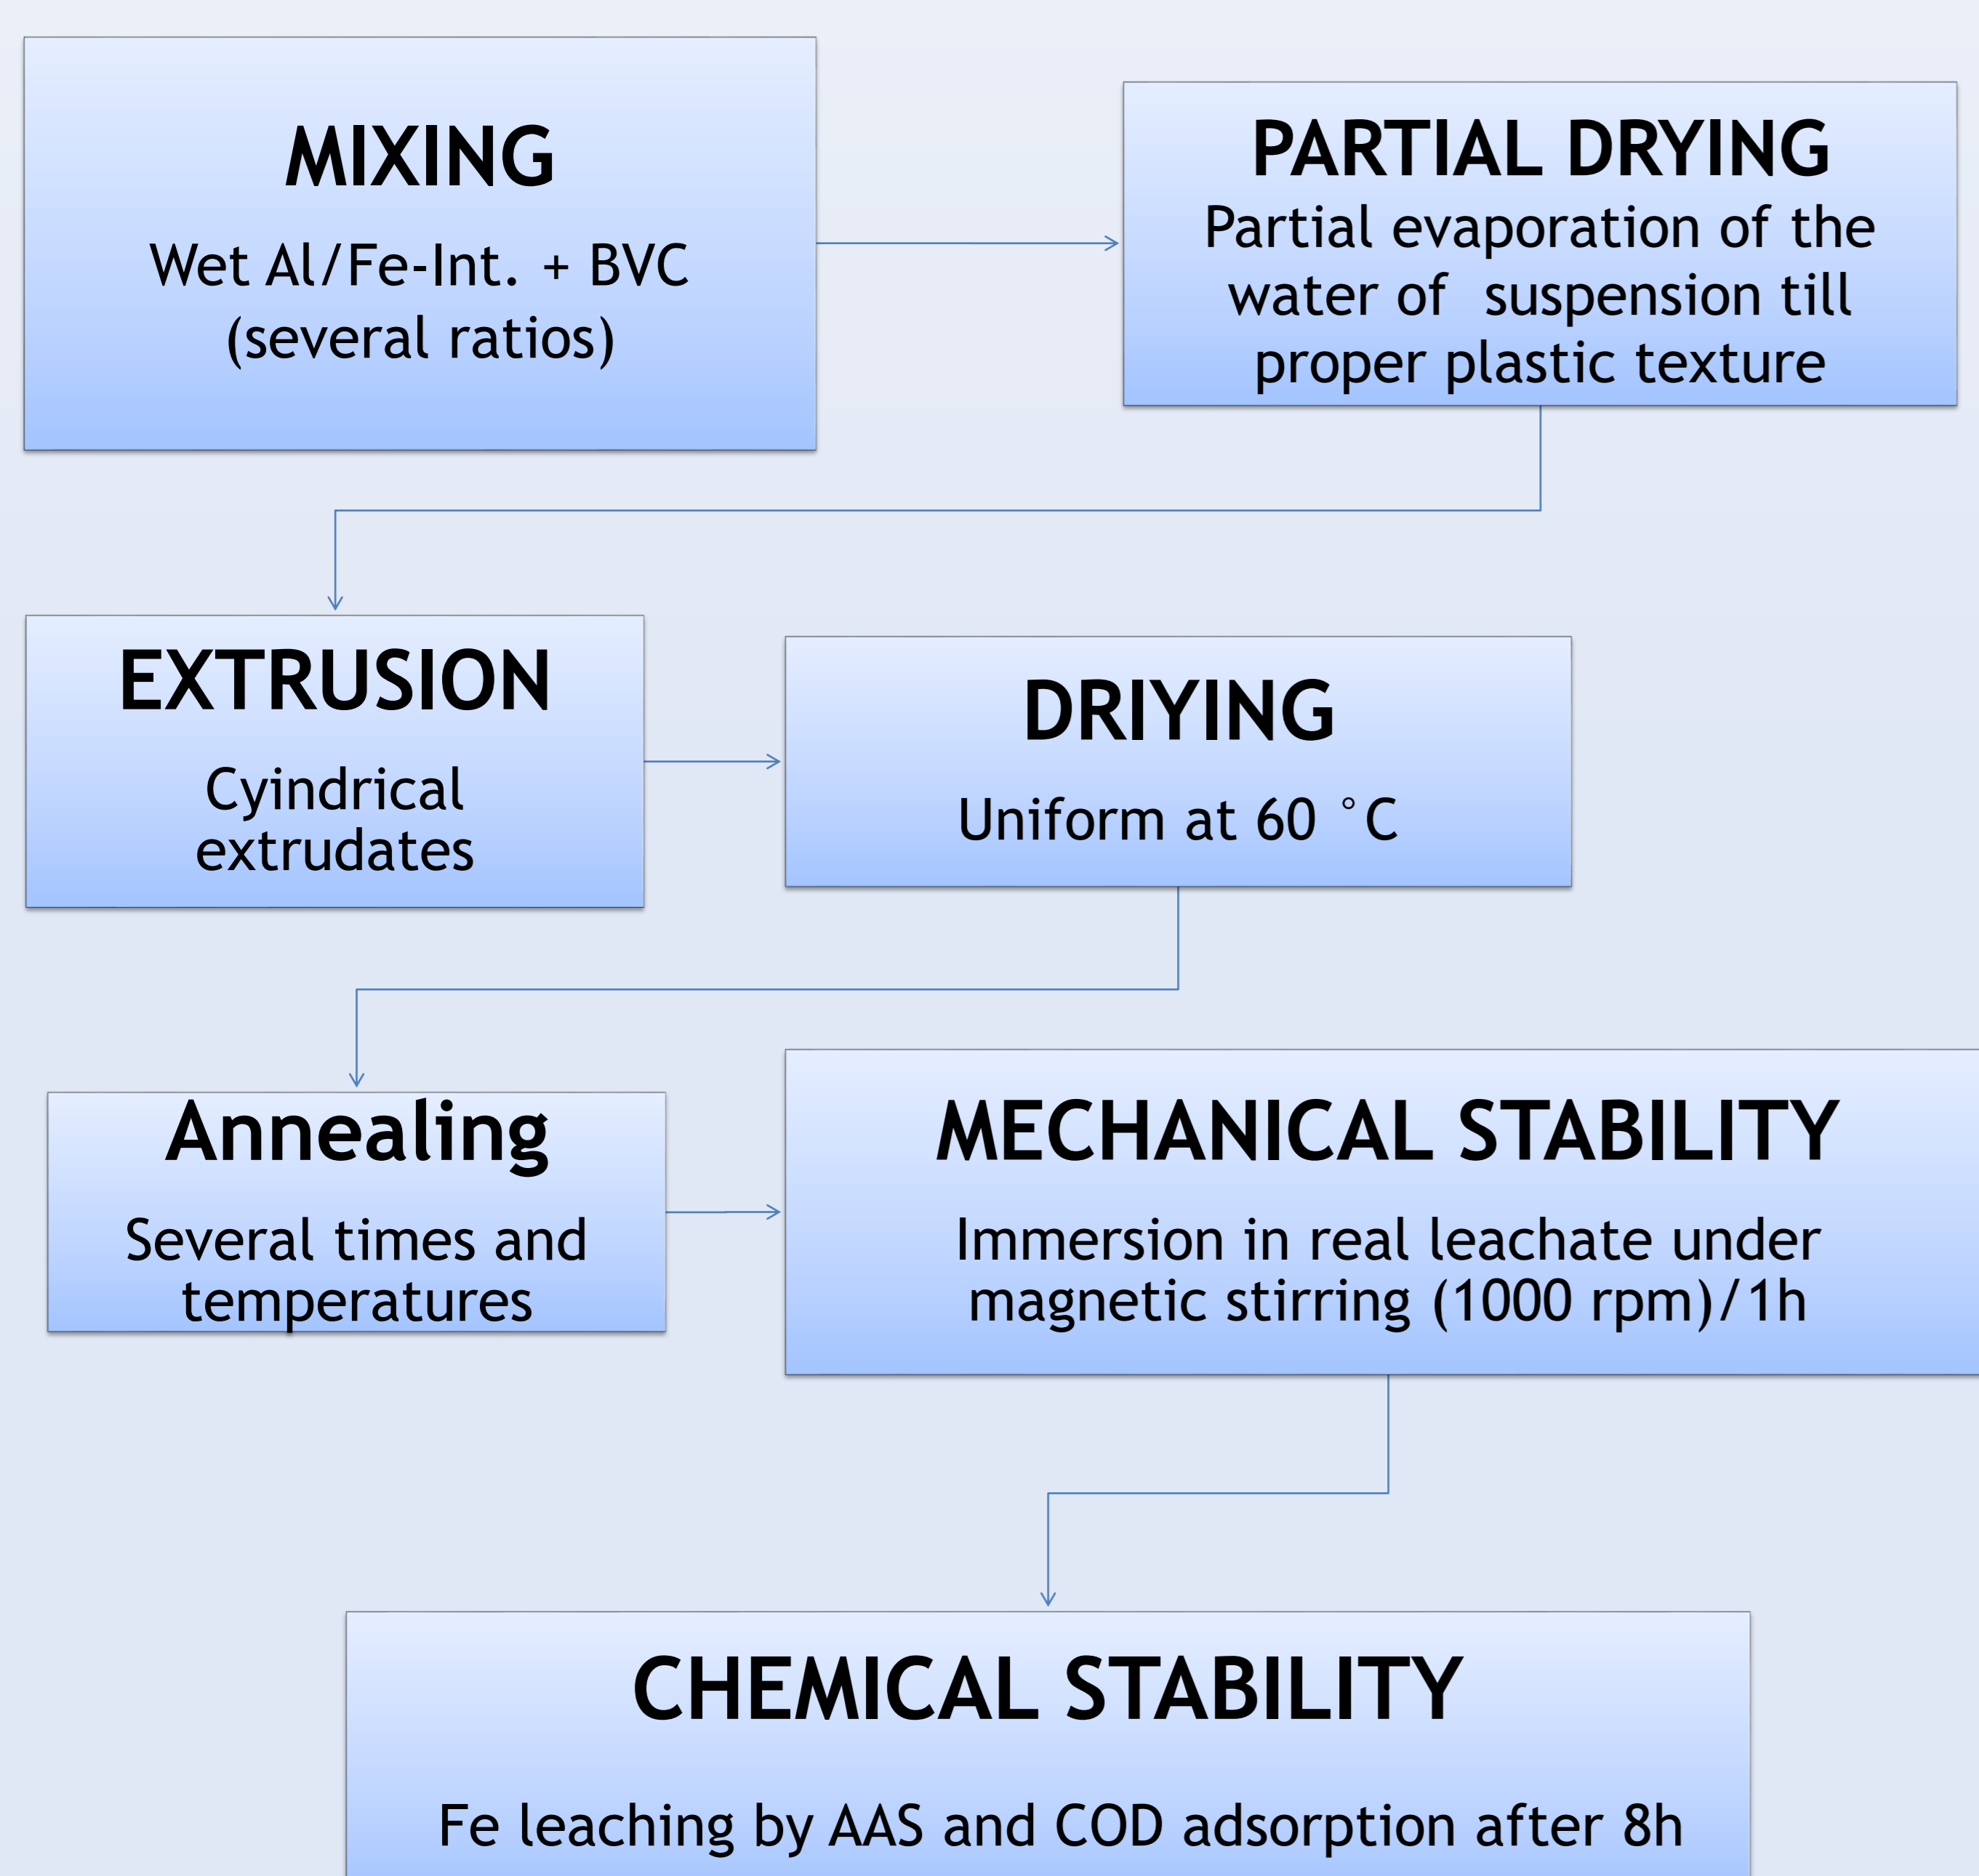 MIXING
Wet Al/Fe-Int. + BVC
(several ratios)
PARTIAL DRYING
Partial evaporation of the
water of suspension till
proper plastic texture
EXTRUSION
Cyindrical
extrudates
DRIYING
Uniform at 60 °C
Annealing
Several times and
temperatures
MECHANICAL STABILITY
Immersion in real leachate under
magnetic stirring (1000 rpm)/1h
CHEMICAL STABILITY
Fe leaching by AAS and COD adsorption after 8h